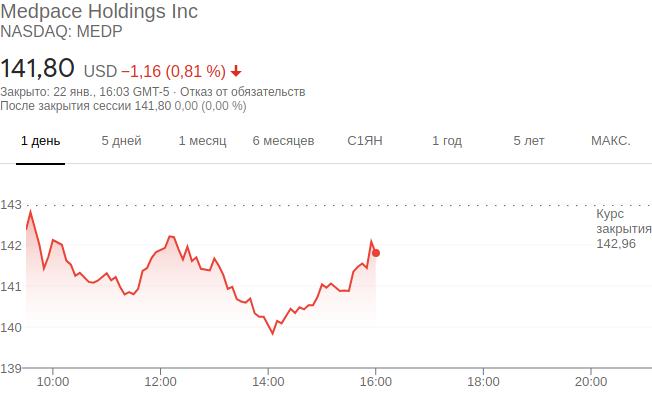 Medpace Holdings Inc
NASDAQ: MEDP
141,80 USD −1,16 (0,81 %)
Закрыто: 22 янв., 16:03 GMT-5 · Отказ от обязательств
После закрытия сессии 141,80 0,00 (0,00 %)
1 день 5 дней 1 месяц 6 месяцев С1ЯН 1 год 5 лет МАКС.
143
Курс
закрытия
142,96
142
141
140
139
10:00 12:00 14:00 16:00 18:00 20:00